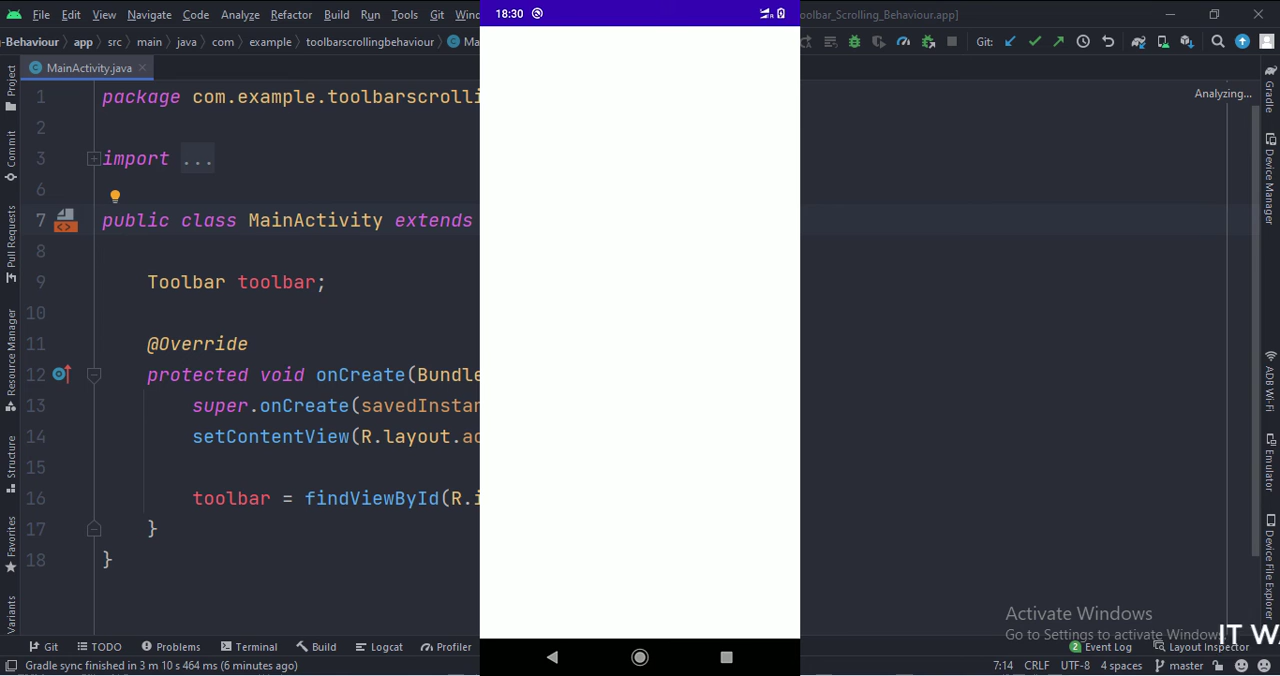 File Edit View Navigate Code Analyze Refactor Build Run Tools Git Wind
oolbar_Scrolling_Behaviour.app]
18:30
-Behaviour app src main java com example toolbarscrollingbehaviour Ma
Git:
MainActivity.java
Analyzing...
1 package com.example.toolbarscrolli
2
3 import ...
6
7 public class MainActivity extends
8
9 Toolbar toolbar;
10
11 @Override
12 protected void onCreate(Bundle
13 super.onCreate(savedInstan
14 setContentView(R.layout.ac
15
16 toolbar = findViewById(R.i
17 }
18 }
Project
Commit
Pull Requests
Resource Manager
Structure
Favorites
Variants
Gradle
Device Manager
ADB Wi-Fi
Emulator
Device File Explorer
Activate Windows
Go to Settings to activate Windows.
IT WA
Git TODO Problems Terminal Build Logcat Profiler
2 Event Log Layout Inspector
Gradle sync finished in 3 m 10 s 464 ms (6 minutes ago)
7:14 CRLF UTF-8 4 spaces master